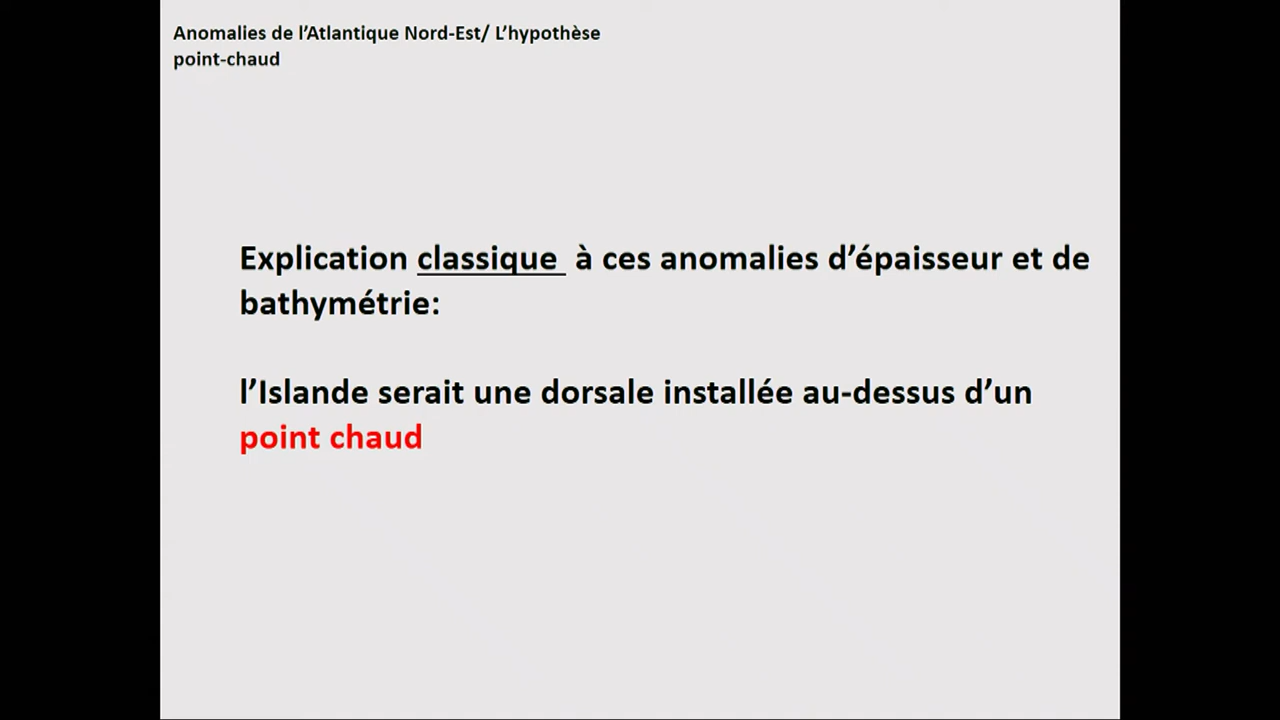 Anomalies de l’Atlantique Nord-Est/ L’hypothèse
point-chaud
Explication classique à ces anomalies d’épaisseur et de
bathymétrie:
l’Islande serait une dorsale installée au-dessus d’un
point chaud